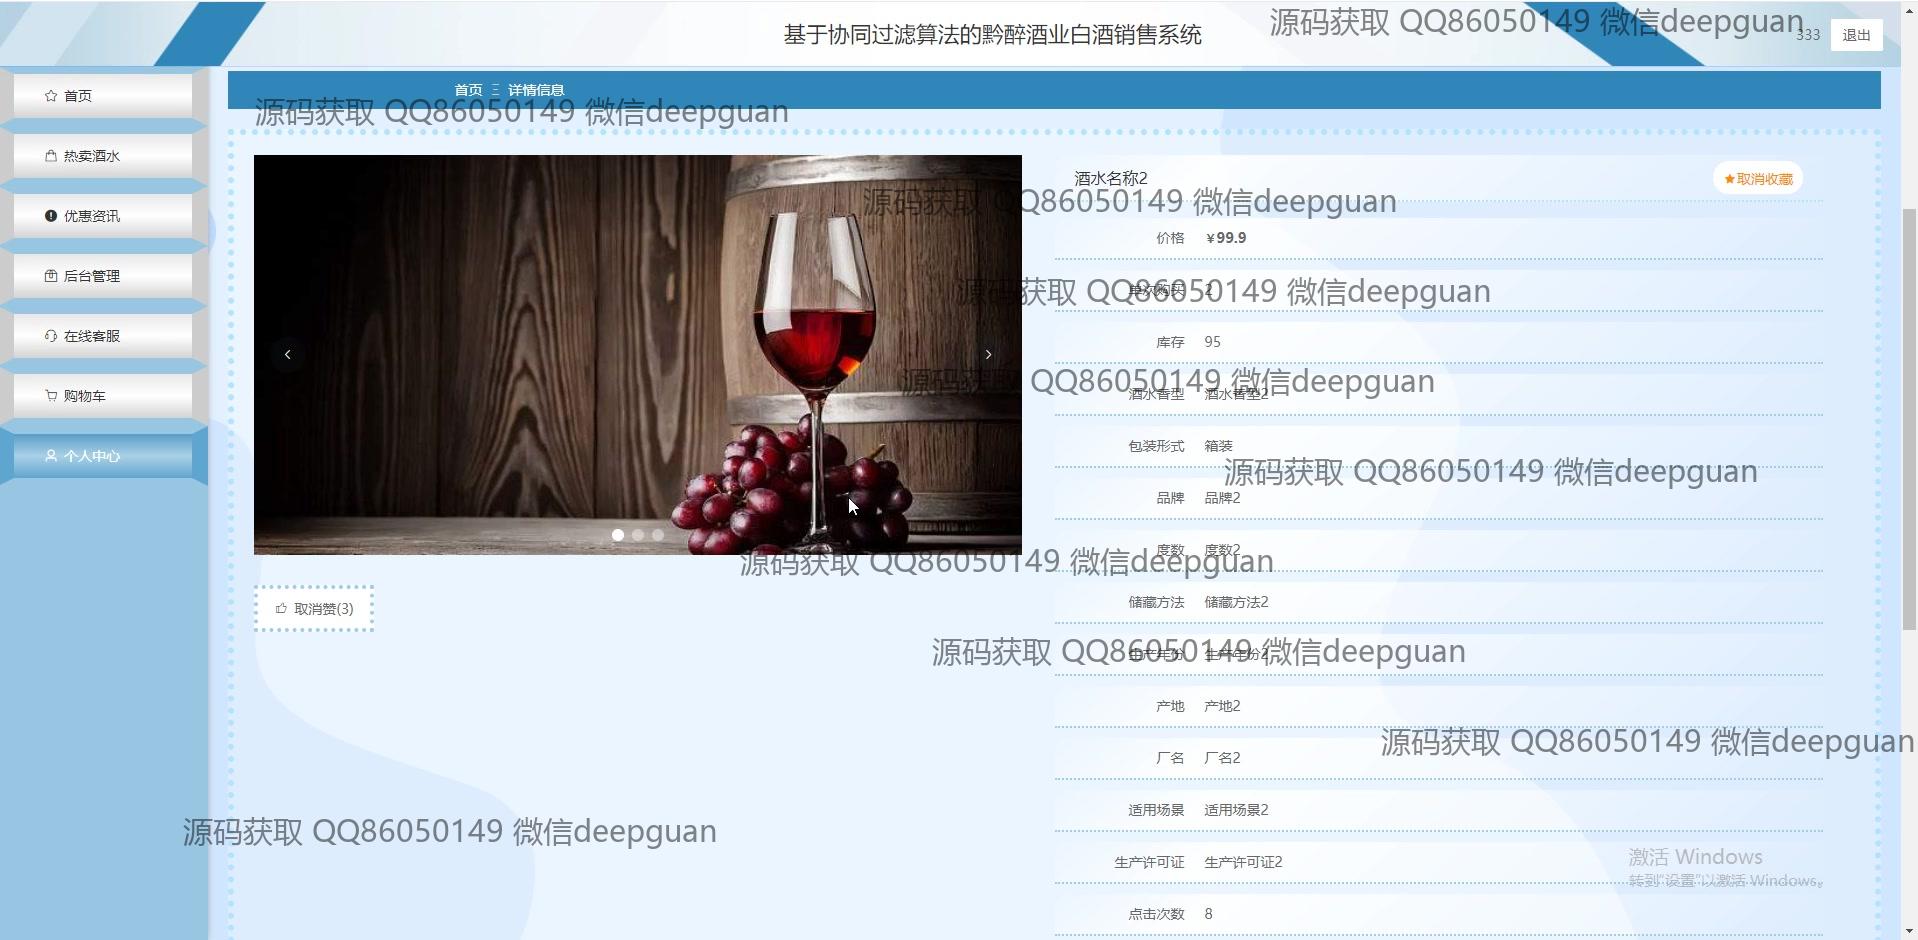 基于协同过滤算法的黔醉酒业白酒销售系统
源码获取 QQ86050149 微信deepguan
333
退出
首页
热卖酒水
优惠资讯
后台管理
在线客服
购物车
个人中心
首页 Ξ 详情信息
源码获取 QQ86050149 微信deepguan
酒水名称2
★取消收藏
源码获取 QQ86050149 微信deepguan
价格 ￥99.9
单次购买 2
源码获取 QQ86050149 微信deepguan
库存 95
源码获取 QQ86050149 微信deepguan
酒水香型 酒水香型2
包装形式 箱装
源码获取 QQ86050149 微信deepguan
品牌 品牌2
度数 度数2
源码获取 QQ86050149 微信deepguan
取消赞(3)
储藏方法 储藏方法2
源码获取 QQ86050149 微信deepguan
生产年份 生产年份2
产地 产地2
源码获取 QQ86050149 微信deepguan
厂名 厂名2
适用场景 适用场景2
源码获取 QQ86050149 微信deepguan
生产许可证 生产许可证2
激活 Windows
转到"设置"以激活 Windows。
点击次数 8